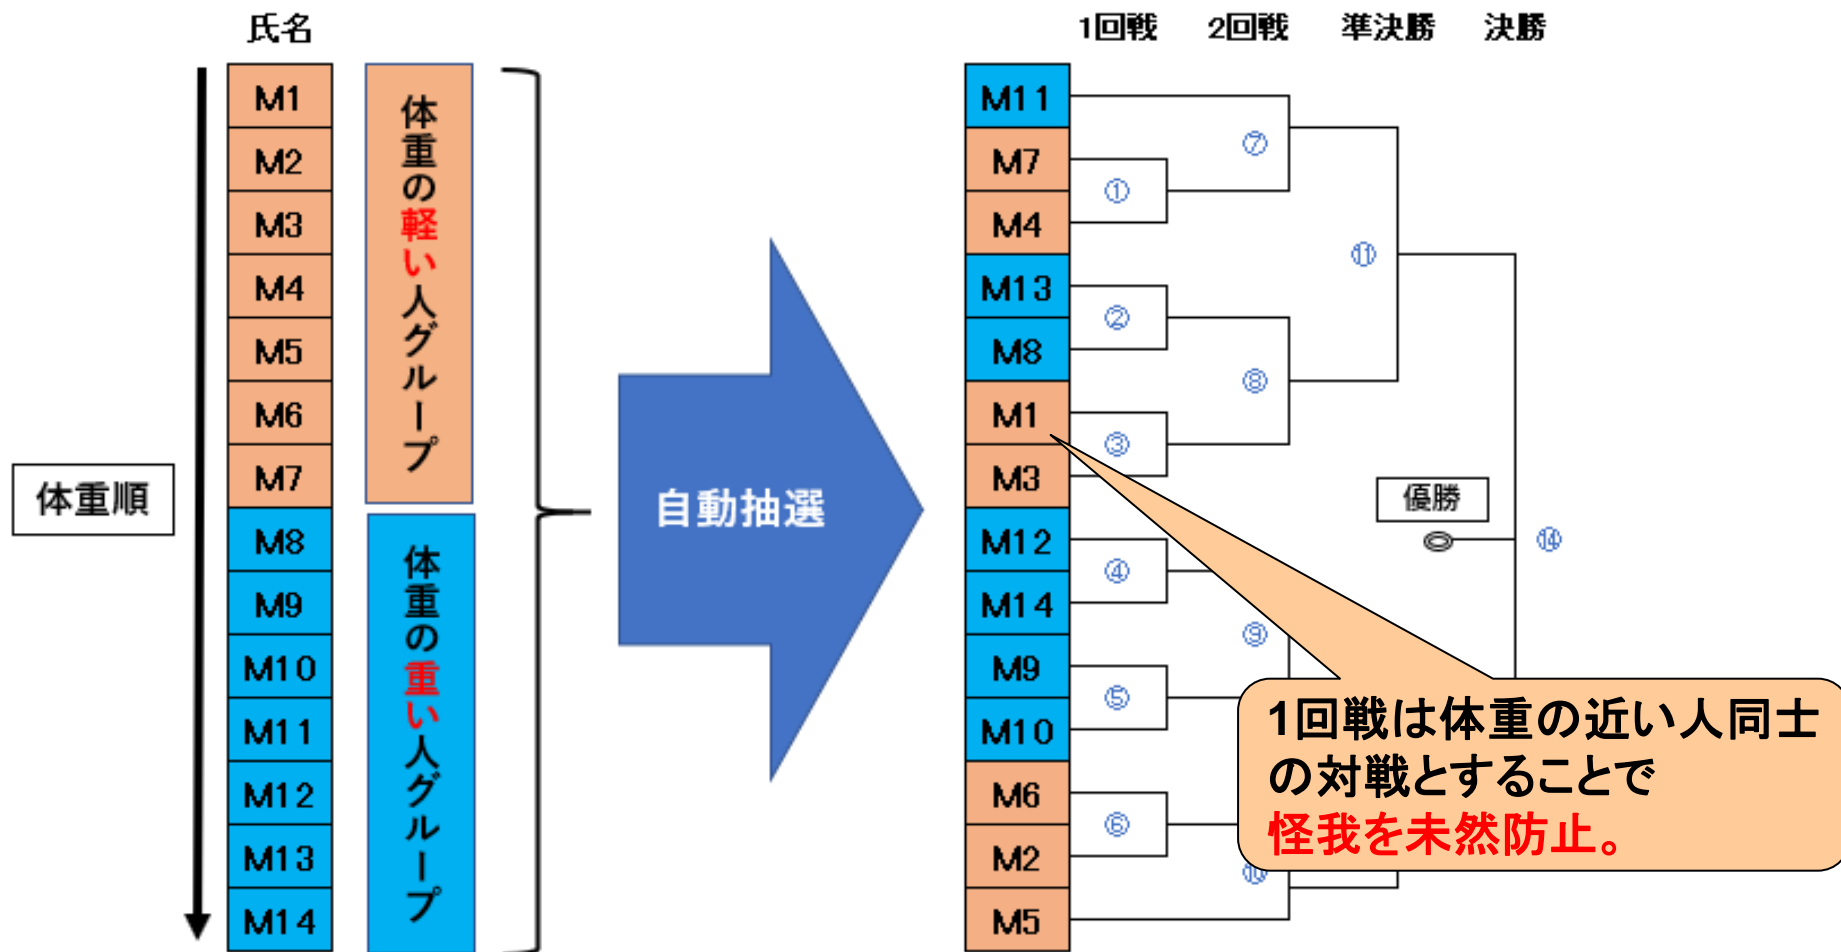 氏名
M1
M2
M3
M4
M5
M6
M7
M8
M9
M10
M11
M12
M13
M14
体重順
体重の軽い人グループ
体重の重い人グループ
自動抽選
1回戦 2回戦 準決勝 決勝
M11
M7
M4
M13
M8
M1
M3
M12
M14
M9
M10
M6
M2
M5
①
②
③
④
⑤
⑥
⑦
⑧
⑨
⑩
⑪
優勝
⑭
1回戦は体重の近い人同士
の対戦とすることで
怪我を未然防止。